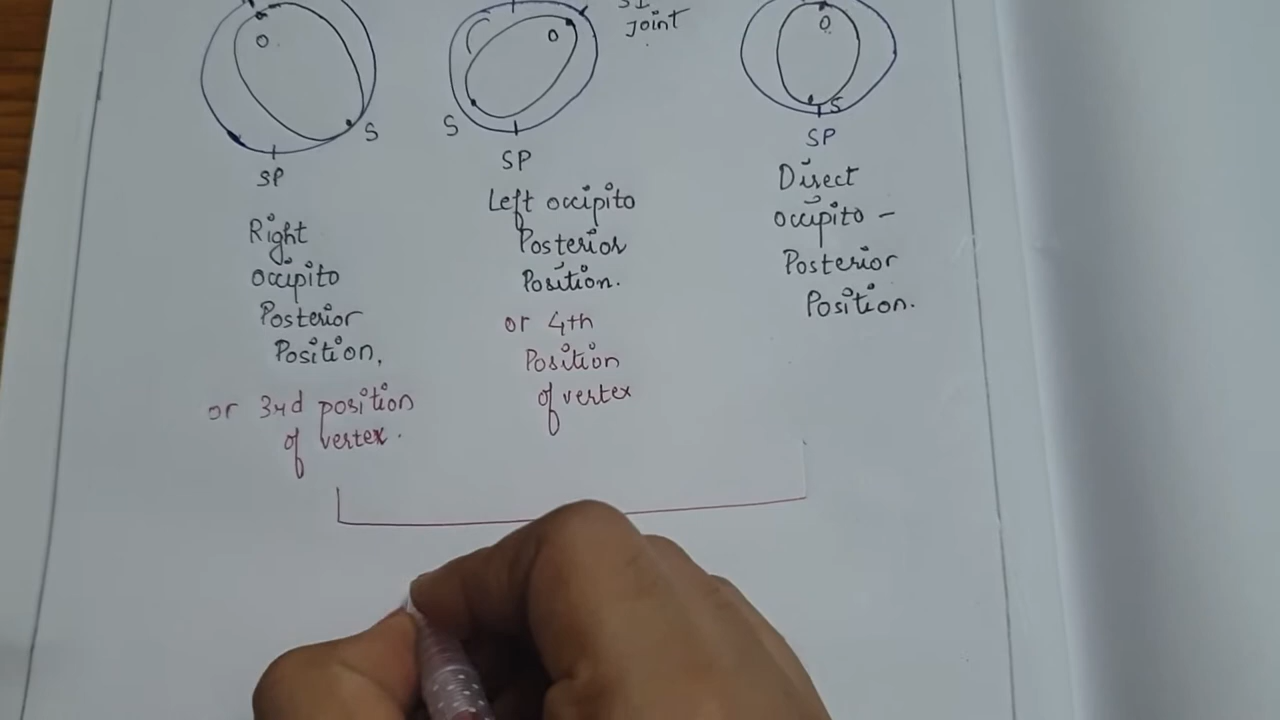 SI
Joint
O
S
SP
Right
occipito
Posterior
Position,
or 3rd position
of vertex.
O
S
SP
Left occipito
Posterior
Position.
or 4th
Position
of vertex
O
S
SP
Direct
occipito -
Posterior
Position.